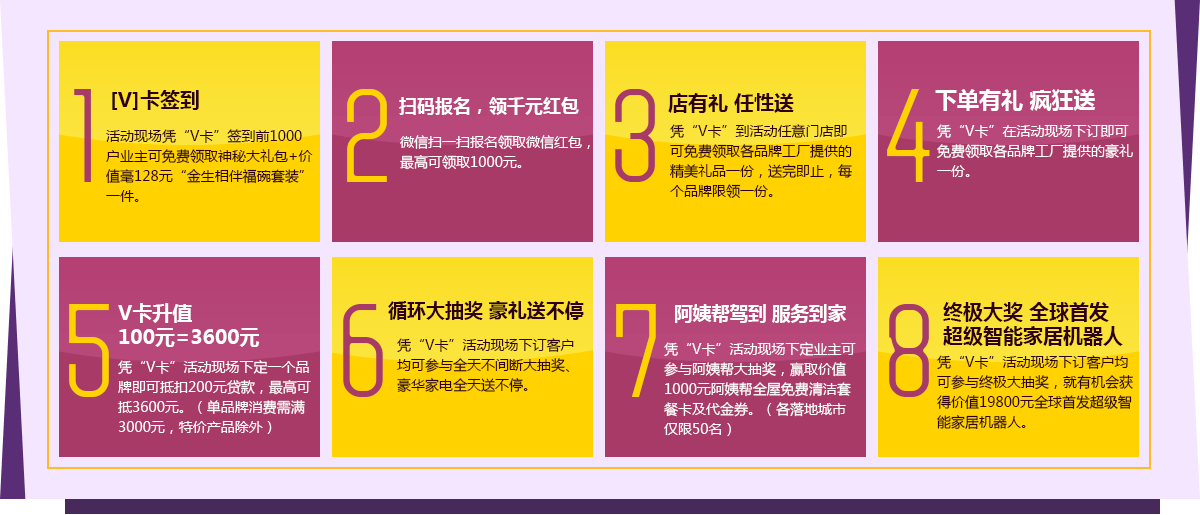 1
[V]卡签到
活动现场凭“V卡”签到前1000
户业主可免费领取神秘大礼包+价
值毫128元“金生相伴福碗套装”
一件。
2
扫码报名，领千元红包
微信扫一扫报名领取微信红包，
最高可领取1000元。
3
店有礼 任性送
凭“V卡”到活动任意门店即
可免费领取各品牌工厂提供的
精美礼品一份，送完即止，每
个品牌限领一份。
4
下单有礼 疯狂送
凭“V卡”在活动现场下订即可
免费领取各品牌工厂提供的豪礼
一份。
5
V卡升值
100元=3600元
凭“V卡”活动现场下定一个品
牌即可抵扣200元贷款，最高可
抵3600元。（单品牌消费需满
3000元，特价产品除外）
6
循环大抽奖 豪礼送不停
凭“V卡”活动现场下订客户
均可参与全天不间断大抽奖、
豪华家电全天送不停。
7
阿姨帮驾到 服务到家
凭“V卡”活动现场下定业主可
参与阿姨帮大抽奖，赢取价值
1000元阿姨帮全屋免费清洁套
餐卡及代金券。（各落地城市
仅限50名）
8
终极大奖 全球首发
超级智能家居机器人
凭“V卡”活动现场下订客户均
可参与终极大抽奖，就有机会获
得价值19800元全球首发超级智
能家居机器人。